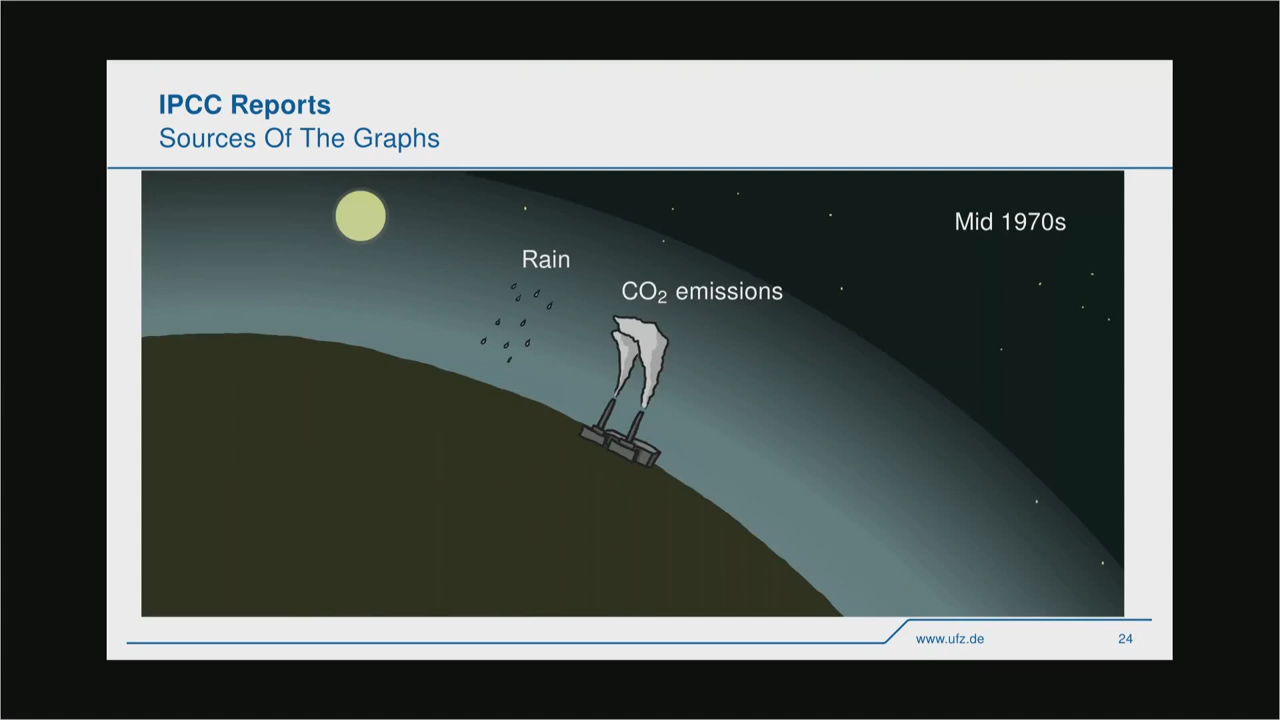 IPCC Reports
Sources Of The Graphs
Mid 1970s
Rain
CO₂ emissions
www.ufz.de
24